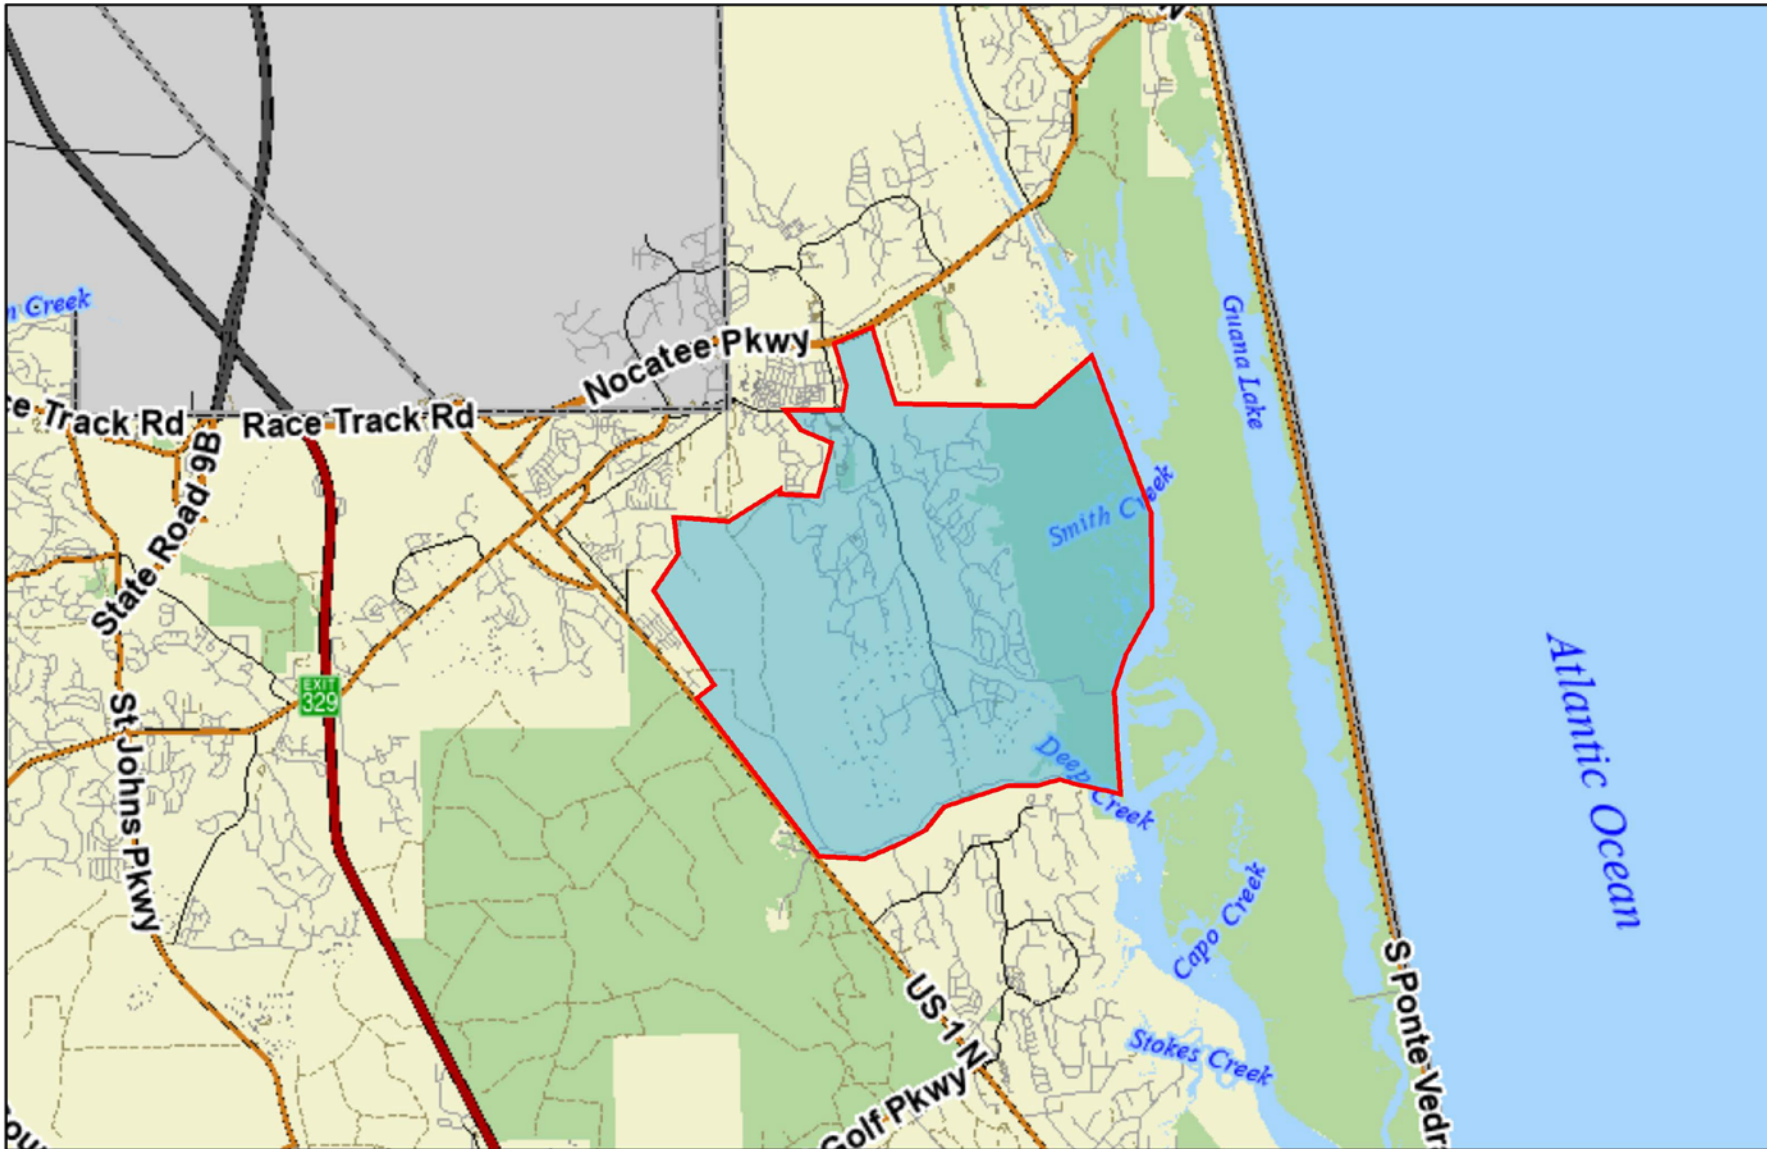 N
n Creek
Guana Lake
Nocatee Pkwy
ce Track Rd
Race Track Rd
State Road 9B
Smith Creek
EXIT
329
St Johns Pkwy
Deep Creek
Atlantic Ocean
Capo Creek
US 1 N
S Ponte Vedr
Stokes Creek
Golf Pkwy